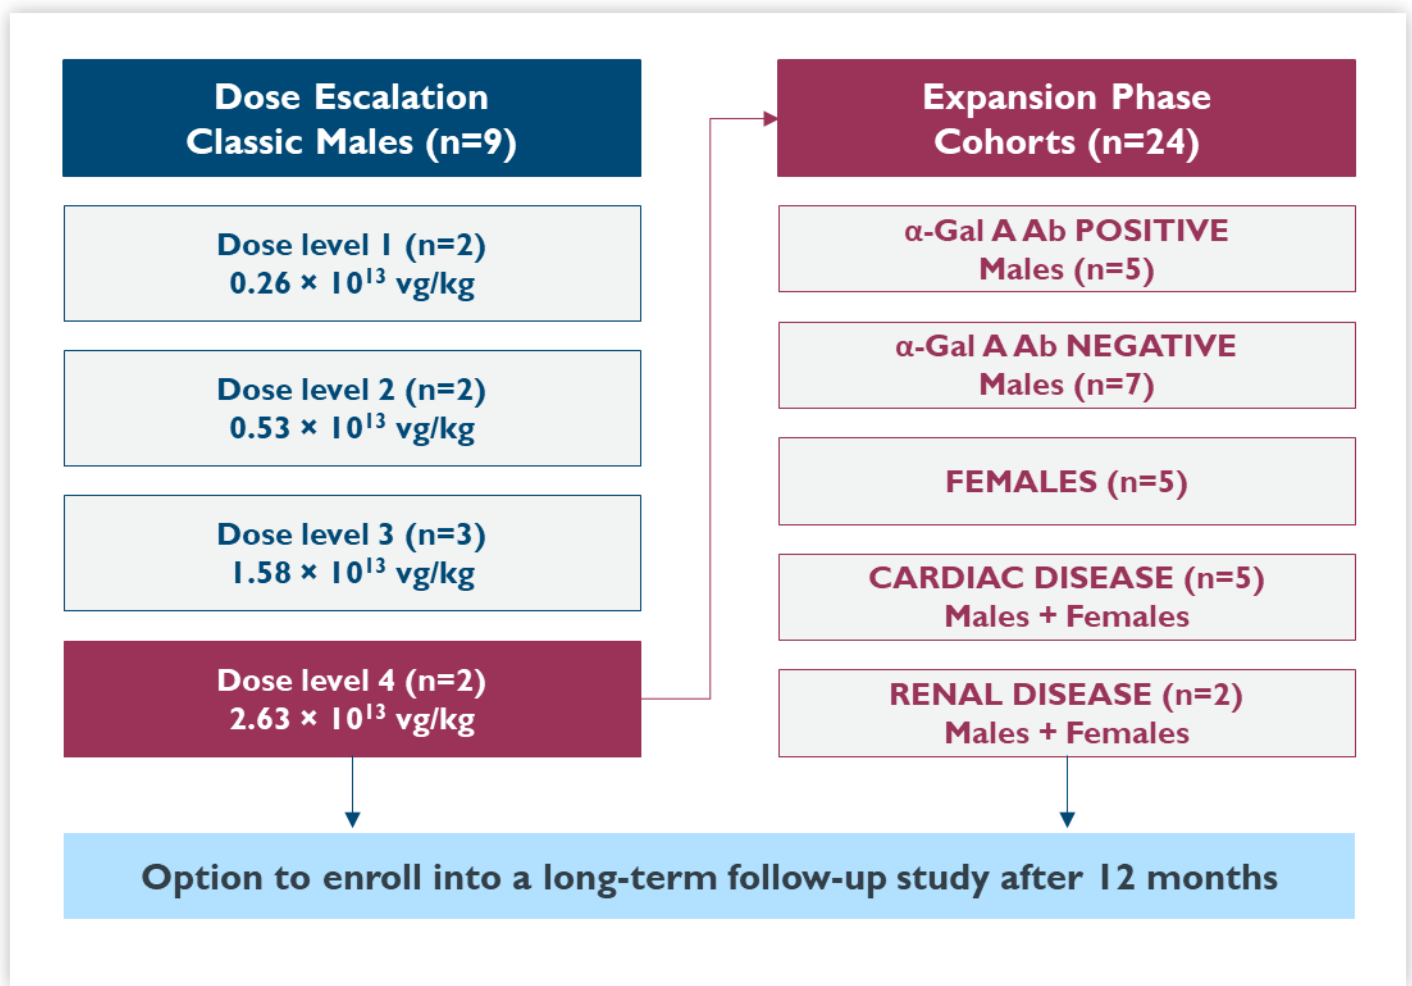 Dose Escalation
Classic Males (n=9)
Dose level 1 (n=2)
0.26 × 10¹³ vg/kg
Dose level 2 (n=2)
0.53 × 10¹³ vg/kg
Dose level 3 (n=3)
1.58 × 10¹³ vg/kg
Dose level 4 (n=2)
2.63 × 10¹³ vg/kg
Expansion Phase
Cohorts (n=24)
α-Gal A Ab POSITIVE
Males (n=5)
α-Gal A Ab NEGATIVE
Males (n=7)
FEMALES (n=5)
CARDIAC DISEASE (n=5)
Males + Females
RENAL DISEASE (n=2)
Males + Females
Option to enroll into a long-term follow-up study after 12 months